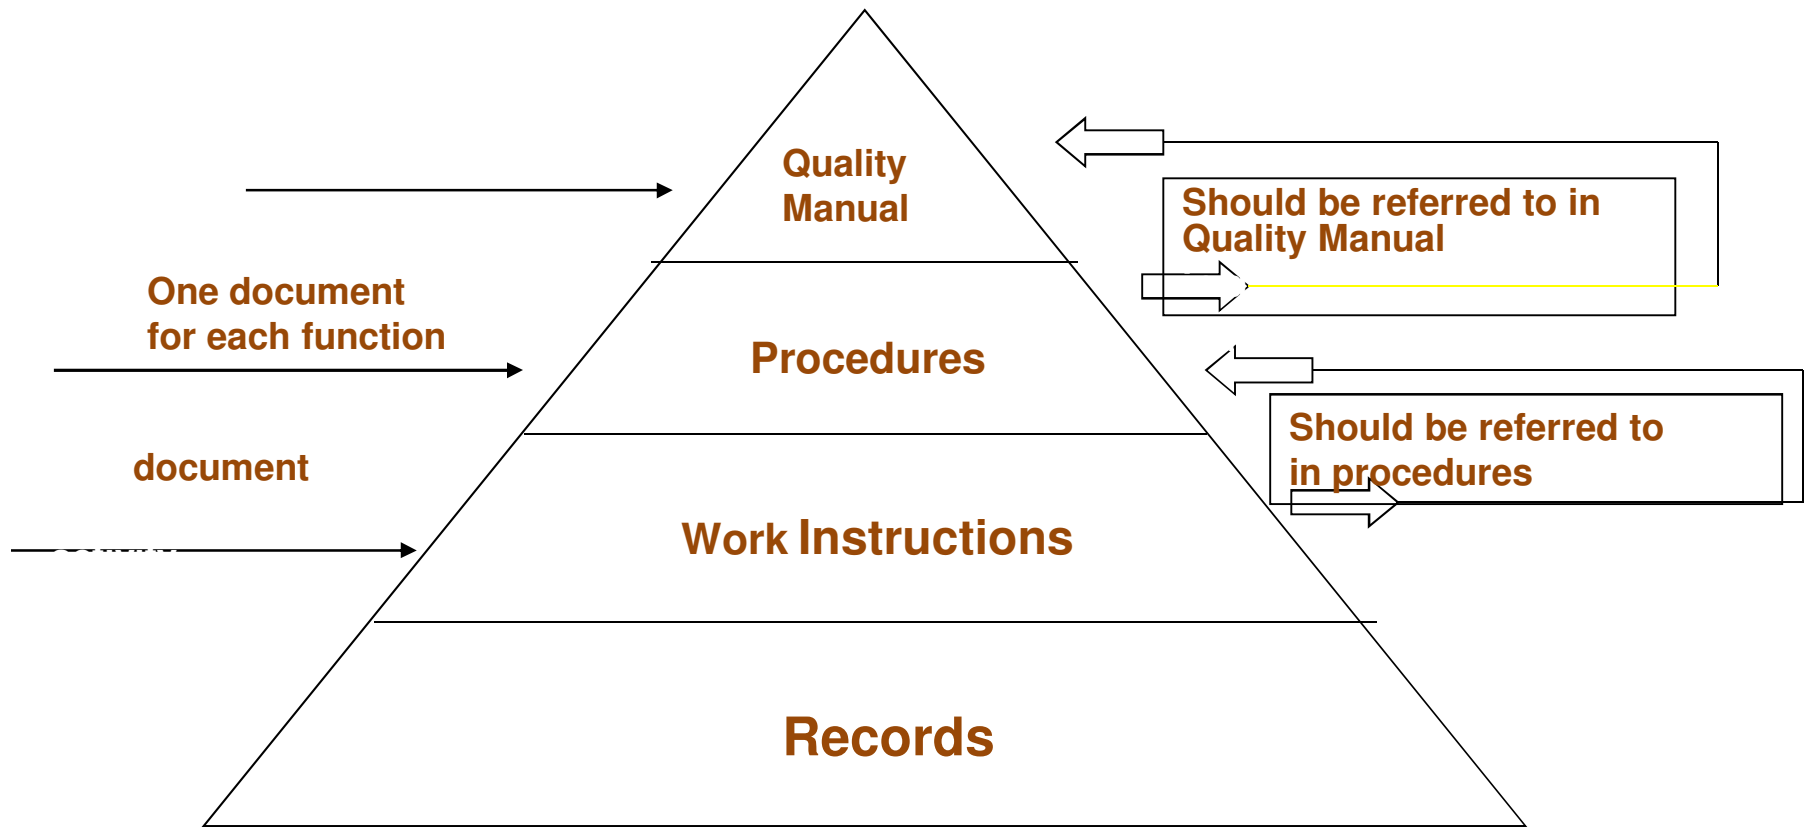 Quality
Manual
Should be referred to in
Quality Manual
One document
for each function
Procedures
Should be referred to
in procedures
document
Work Instructions
Records